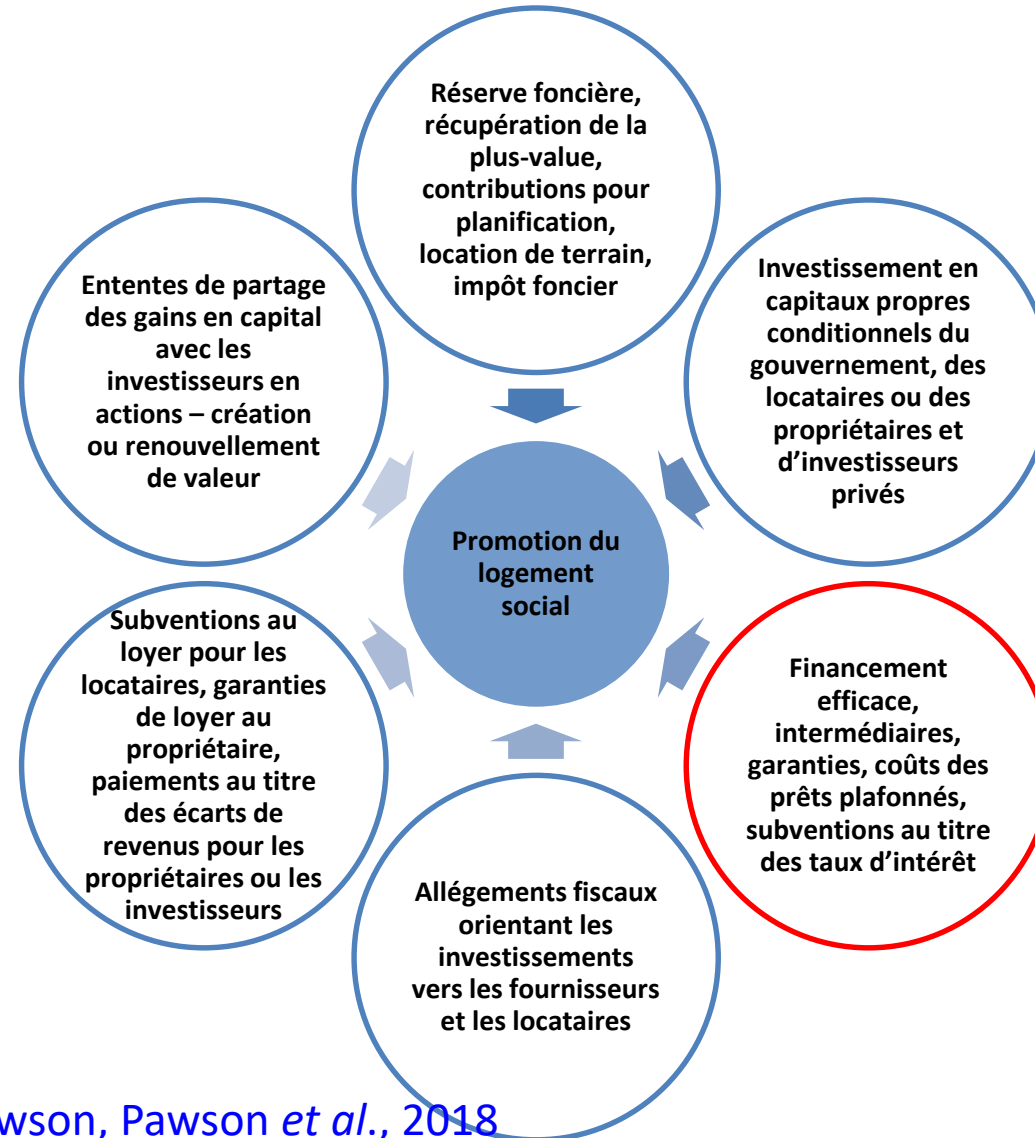 Réserve foncière,
récupération de la
plus-value,
contributions pour
planification,
location de terrain,
impôt foncier
Investissement en
capitaux propres
conditionnels du
gouvernement, des
locataires ou des
propriétaires et
d’investisseurs
privés
Financement
efficace,
intermédiaires,
garanties, coûts des
prêts plafonnés,
subventions au titre
des taux d’intérêt
Allégements fiscaux
orientant les
investissements
vers les fournisseurs
et les locataires
Subventions au
loyer pour les
locataires, garanties
de loyer au
propriétaire,
paiements au titre
des écarts de
revenus pour les
propriétaires ou les
investisseurs
Ententes de partage
des gains en capital
avec les
investisseurs en
actions – création
ou renouvellement
de valeur
Promotion du
logement
social
wson, Pawson et al., 2018